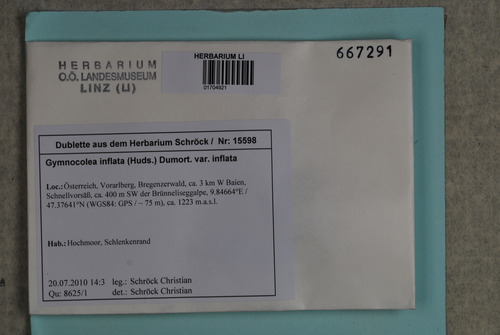 HERBARIUM
O.Ö. LANDESMUSEUM
LINZ (LI)
HERBARIUM LI
01704921
667291
Dublette aus dem Herbarium Schröck / Nr: 15598
Gymnocolea inflata (Huds.) Dumort. var. inflata
Loc.:Österreich, Vorarlberg, Bregenzerwald, ca. 3 km W Baien,
Schnellvorsäß, ca. 400 m SW der Brünneliseggalpe, 9.84664°E /
47.37641°N (WGS84: GPS / ~ 75 m), ca. 1223 m.a.s.l.
Hab.:Hochmoor, Schlenkenrand
20.07.2010 14:3 leg.: Schröck Christian
Qu: 8625/1 det.: Schröck Christian